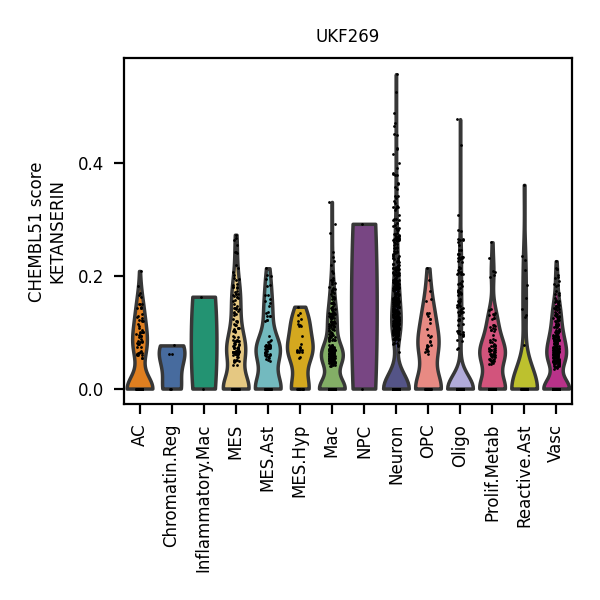 UKF269
CHEMBL51 score
KETANSERIN
0.4
0.2
0.0
AC
Chromatin.Reg
Inflammatory.Mac
MES
MES.Ast
MES.Hyp
Mac
NPC
Neuron
OPC
Oligo
Prolif.Metab
Reactive.Ast
Vasc